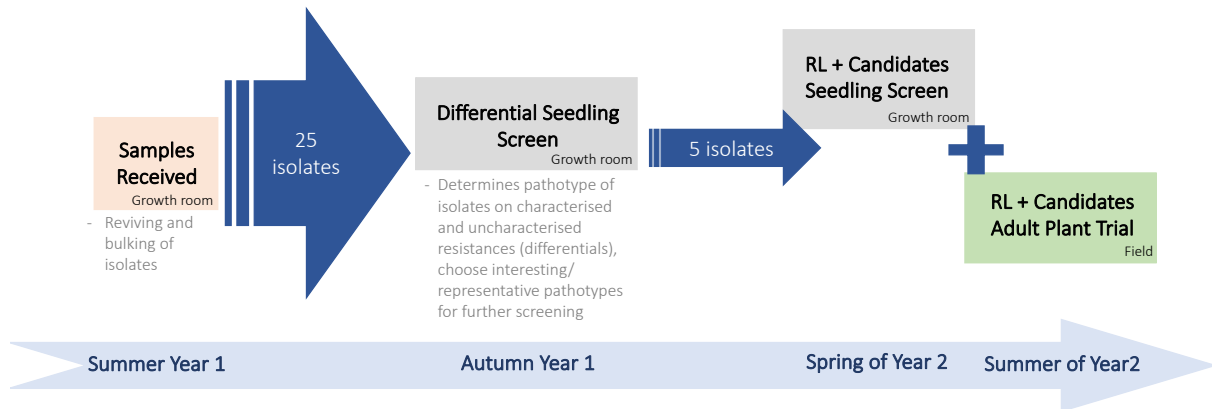 Samples
Received
Growth room
- Reviving and
bulking of
isolates
25
isolates
Differential Seedling
Screen
Growth room
- Determines pathotype of
isolates on characterised
and uncharacterised
resistances (differentials),
choose interesting/
representative pathotypes
for further screening
5 isolates
RL + Candidates
Seedling Screen
Growth room
RL + Candidates
Adult Plant Trial
Field
Summer Year 1
Autumn Year 1
Spring of Year 2
Summer of Year2